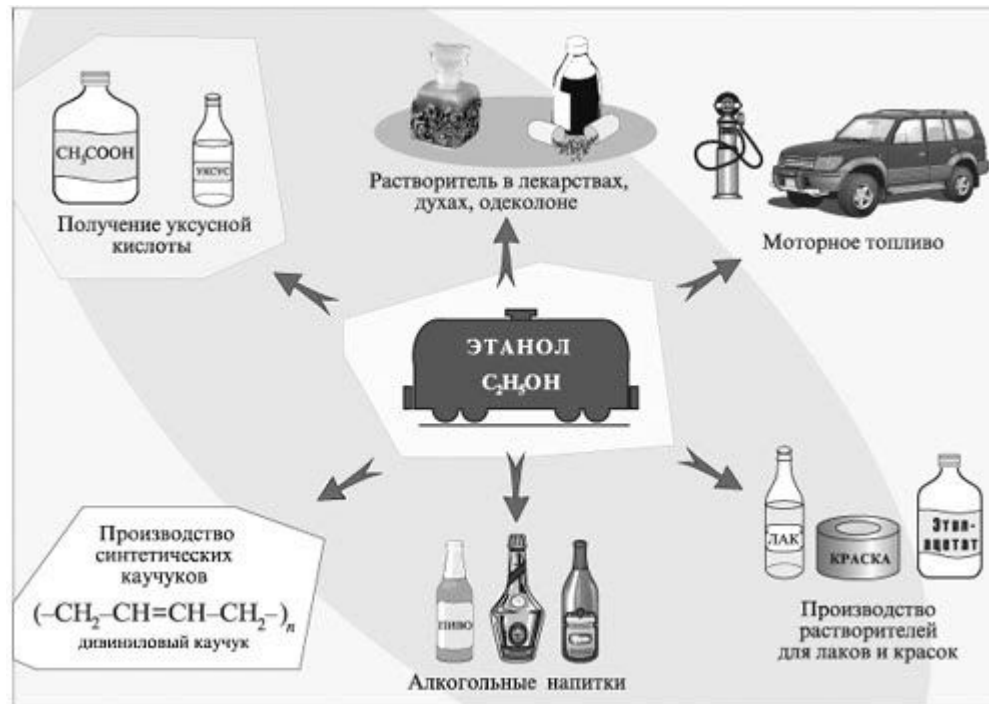 CH₃COOH
УКСУС
Получение уксусной
кислоты
Растворитель в лекарствах,
духах, одеколоне
Моторное топливо
ЭТАНОЛ
C₂H₅OH
Производство
синтетических
каучуков
(–CH₂–CH=CH–CH₂–)ₙ
дивиниловый каучук
ПИВО
Алкогольные напитки
ЛАК
КРАСКА
Этил-
ацетат
Производство
растворителей
для лаков и красок